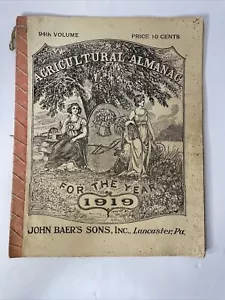 94th VOLUME PRICE 10 CENTS
AGRICULTURAL ALMANAC
FOR THE YEAR
1919
JOHN BAER'S SONS, INC., Lancaster, Pa.